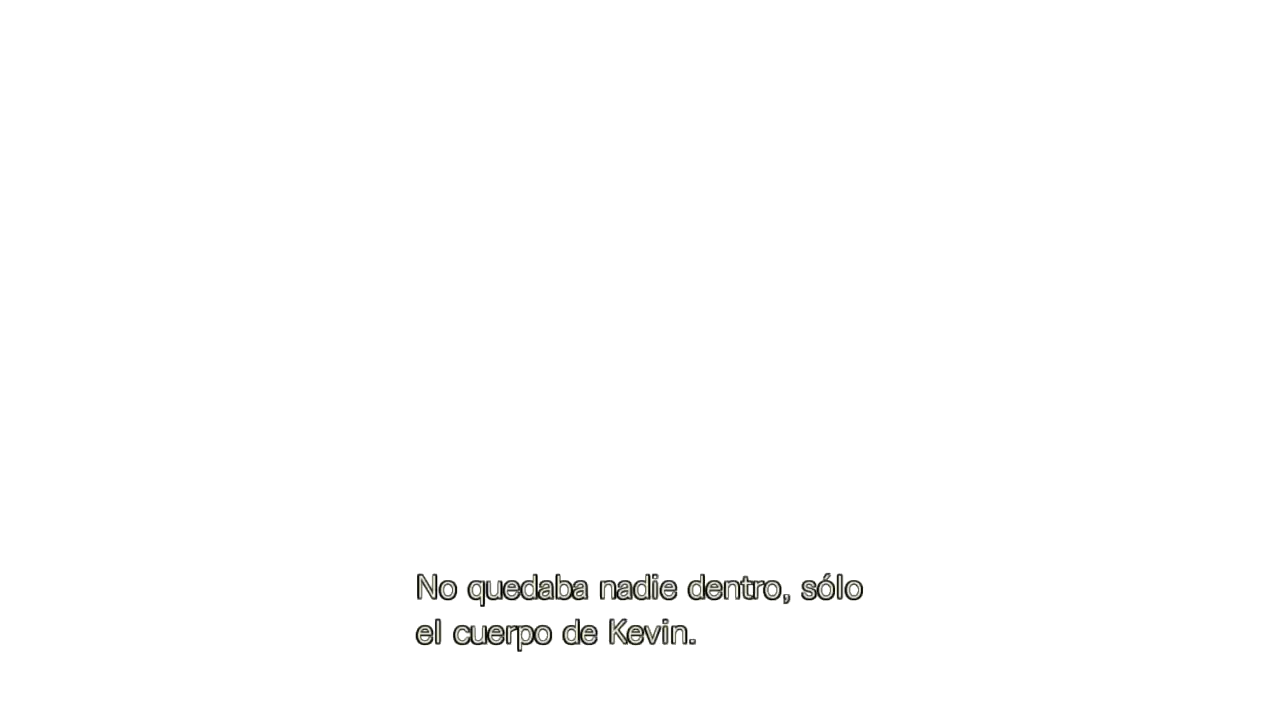 No quedaba nadie dentro, sólo
el cuerpo de Kevin.